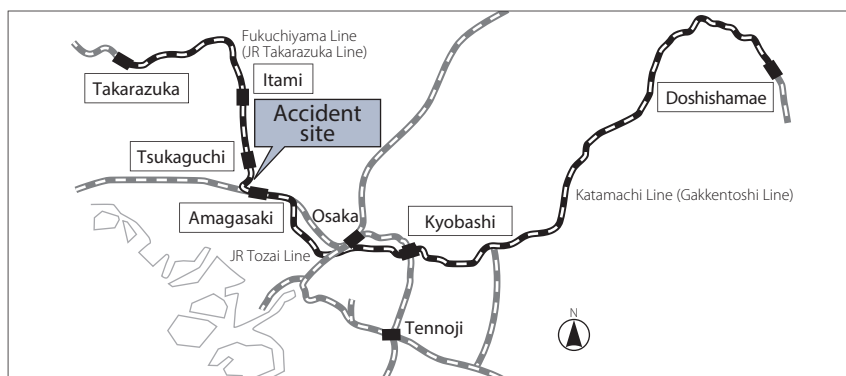 Fukuchiyama Line
(JR Takarazuka Line)
Takarazuka
Itami
Doshishamae
Accident
site
Tsukaguchi
Katamachi Line (Gakkentoshi Line)
Amagasaki
Osaka
Kyobashi
JR Tozai Line
N
Tennoji